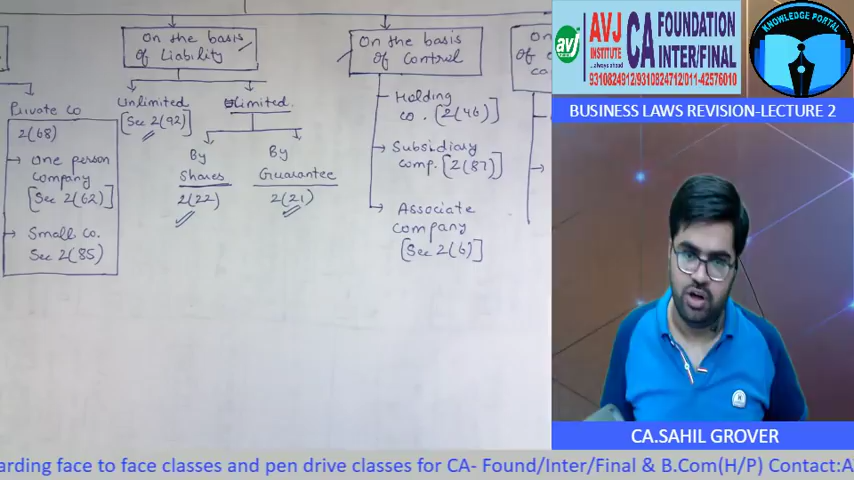 On the basis
of Liability
On the basis
of Control
On
of
co
Private Co
2(68)
One person
company
[Sec 2(62)]
Small Co.
Sec 2(85)
Unlimited
[Sec 2(92)]
Limited.
By
Shares
2(22)
By
Guarantee
2(21)
Holding
co. [2(46)]
Subsidiary
comp. [2(87)]
Associate
company
[Sec 2(6)]
avj
AVJ
INSTITUTE
...always ahead
CA
FOUNDATION
INTER/FINAL
9310824912/9310824712/011-42576010
KNOWLEDGE PORTAL
BUSINESS LAWS REVISION-LECTURE 2
CA.SAHIL GROVER
arding face to face classes and pen drive classes for CA- Found/Inter/Final & B.Com(H/P) Contact:A